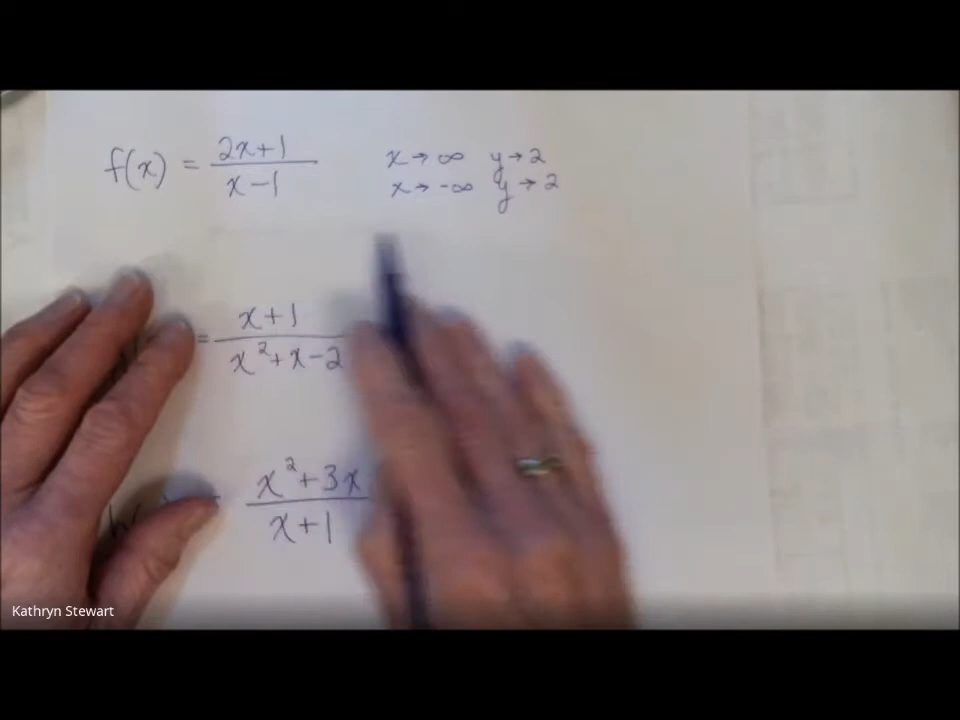 f(x) = 2x+1 / x-1
x → ∞ y → 2
x → -∞ y → 2
= x+1 / x²+x-2
x²+3x / x+1
Kathryn Stewart